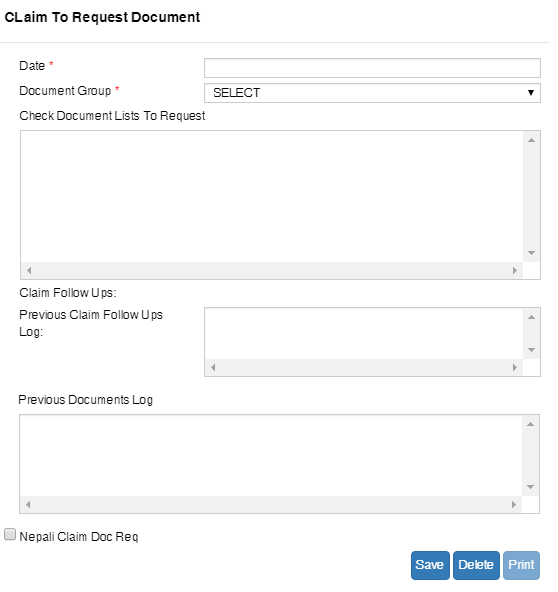 CLaim To Request Document
Date *
Document Group *
SELECT
Check Document Lists To Request
Claim Follow Ups:
Previous Claim Follow Ups
Log:
Previous Documents Log
Nepali Claim Doc Req
Save Delete Print